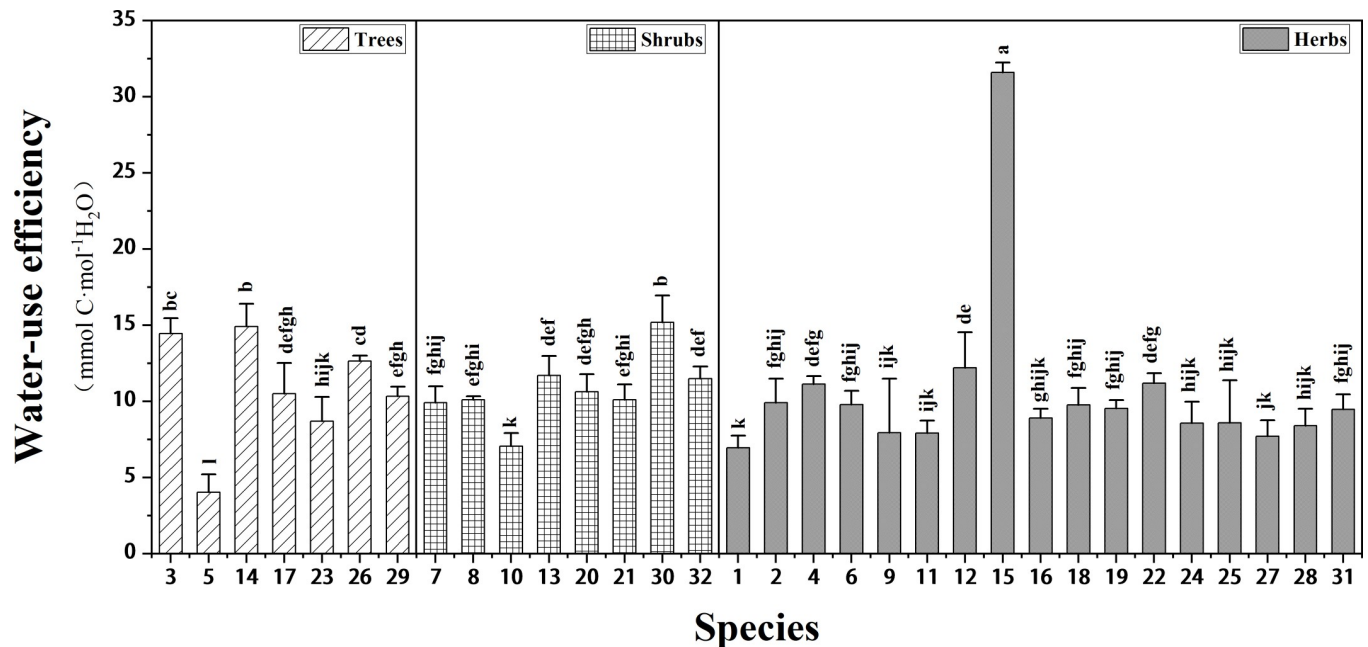 Water-use efficiency
(mmol C·mol⁻¹H₂O)
35
30
25
20
15
10
5
0
Trees
Shrubs
Herbs
bc
l
b
defgh
hijk
cd
efgh
fghij
efghi
k
def
defgh
efghi
b
def
k
fghij
defg
fghij
ijk
ijk
de
a
ghijk
fghij
fghij
defg
hijk
hijk
jk
hijk
fghij
3 5 14 17 23 26 29 7 8 10 13 20 21 30 32 1 2 4 6 9 11 12 15 16 18 19 22 24 25 27 28 31
Species